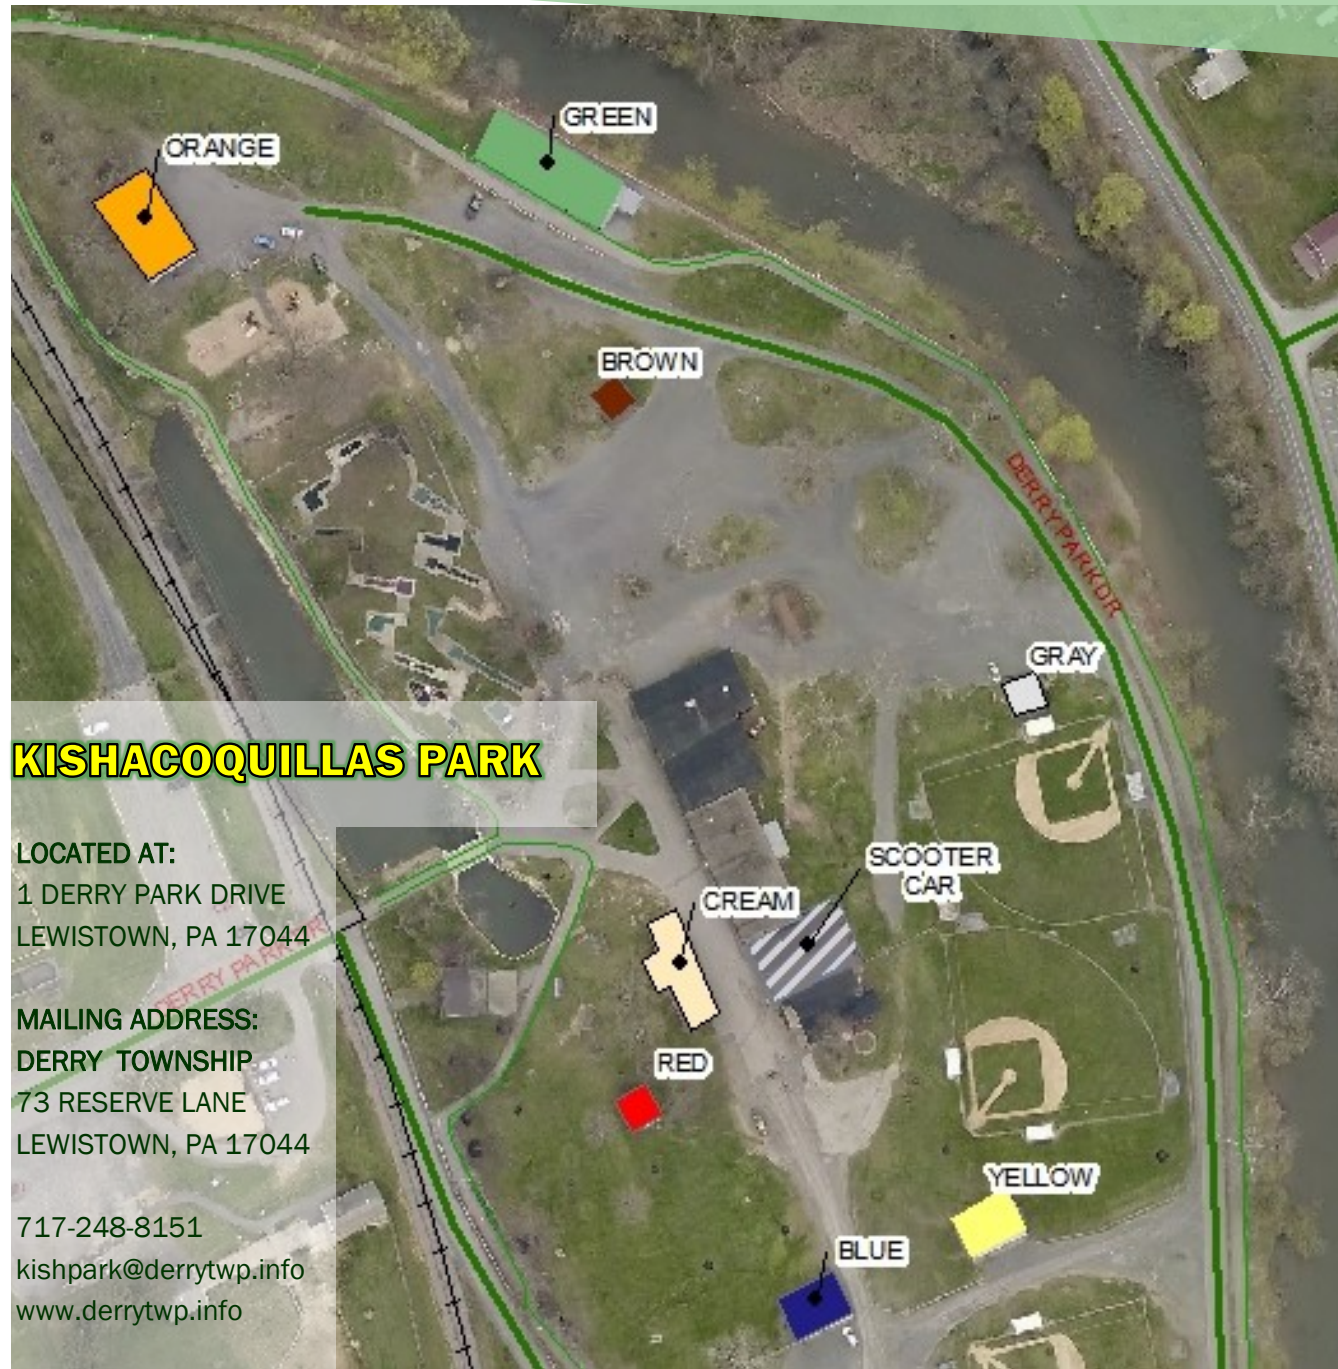 GREEN
ORANGE
BROWN
DERRY PARK DR
GRAY
KISHACOQUILLAS PARK
SCOOTER
CAR
CREAM
LOCATED AT:
1 DERRY PARK DRIVE
LEWISTOWN, PA 17044
DERRY PARK DR
MAILING ADDRESS:
DERRY TOWNSHIP
73 RESERVE LANE
LEWISTOWN, PA 17044
RED
YELLOW
BLUE
717-248-8151
kishpark@derrytwp.info
www.derrytwp.info